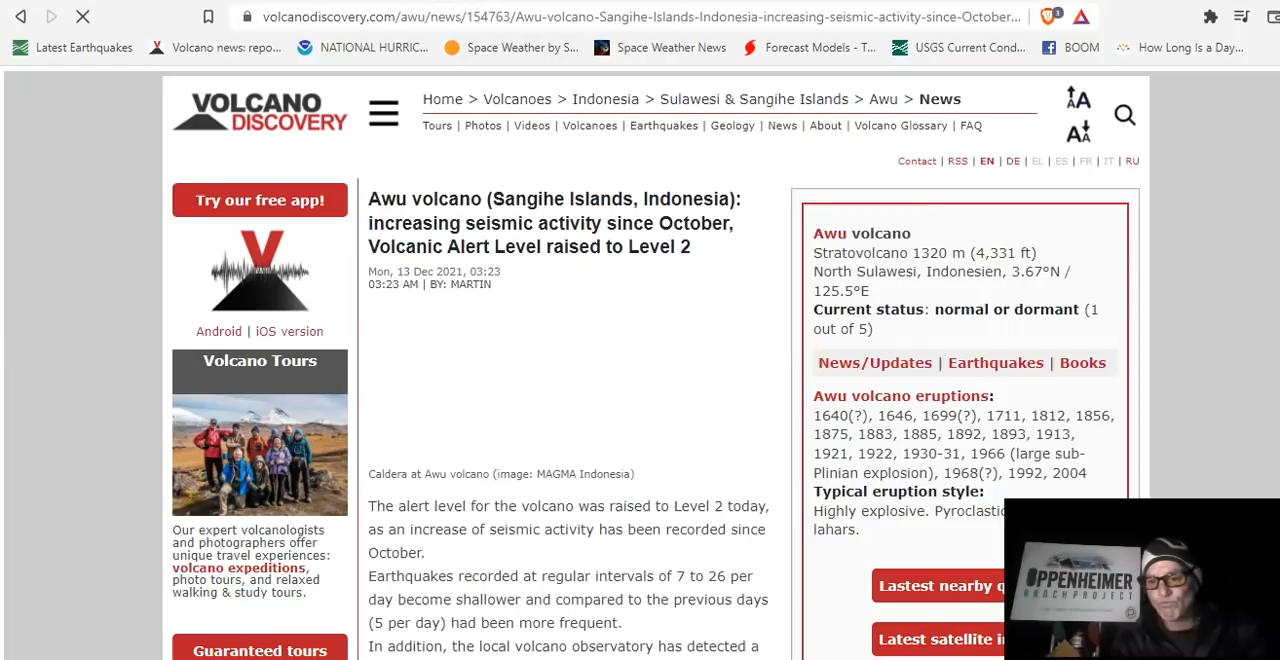 volcanodiscovery.com/awu/news/154763/Awu-volcano-Sangihe-Islands-Indonesia-increasing-seismic-activity-since-October...
3
Latest Earthquakes
Volcano news: repo...
NATIONAL HURRIC...
Space Weather by S...
Space Weather News
Forecast Models - T...
USGS Current Cond...
BOOM
How Long Is a Day...
VOLCANO
DISCOVERY
Home > Volcanoes > Indonesia > Sulawesi & Sangihe Islands > Awu > News
Tours | Photos | Videos | Volcanoes | Earthquakes | Geology | News | About | Volcano Glossary | FAQ
A
A
Contact | RSS | EN | DE | EL | ES | FR | IT | RU
Try our free app!
V
Android | iOS version
Volcano Tours
Our expert volcanologists
and photographers offer
unique travel experiences:
volcano expeditions,
photo tours, and relaxed
walking & study tours.
Guaranteed tours
Awu volcano (Sangihe Islands, Indonesia):
increasing seismic activity since October,
Volcanic Alert Level raised to Level 2
Mon, 13 Dec 2021, 03:23
03:23 AM | BY: MARTIN
Caldera at Awu volcano (image: MAGMA Indonesia)
The alert level for the volcano was raised to Level 2 today,
as an increase of seismic activity has been recorded since
October.
Earthquakes recorded at regular intervals of 7 to 26 per
day become shallower and compared to the previous days
(5 per day) had been more frequent.
In addition, the local volcano observatory has detected a
Awu volcano
Stratovolcano 1320 m (4,331 ft)
North Sulawesi, Indonesien, 3.67°N /
125.5°E
Current status: normal or dormant (1
out of 5)
News/Updates | Earthquakes | Books
Awu volcano eruptions:
1640(?), 1646, 1699(?), 1711, 1812, 1856,
1875, 1883, 1885, 1892, 1893, 1913,
1921, 1922, 1930-31, 1966 (large sub-
Plinian explosion), 1968(?), 1992, 2004
Typical eruption style:
Highly explosive. Pyroclastic
lahars.
Lastest nearby q
Latest satellite i
OPPENHEIMER
RANCH PROJECT